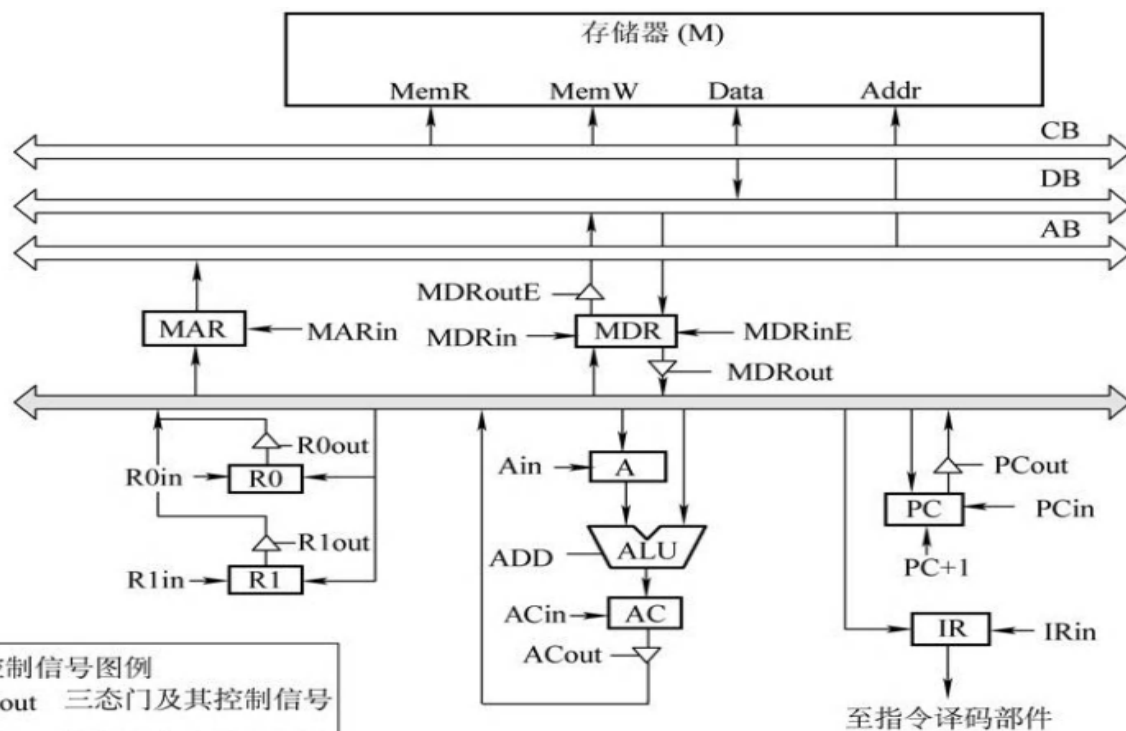 存储器 (M)
MemR MemW Data Addr
CB
DB
AB
MDRoutE
MAR MARin MDRin MDR MDRinE
MDRout
R0out
R0in R0
Ain A
PCout
PC PCin
R1out
ADD ALU
PC+1
R1in R1
ACin AC
IR IRin
ACout
制信号图例
out 三态门及其控制信号
至指令译码部件